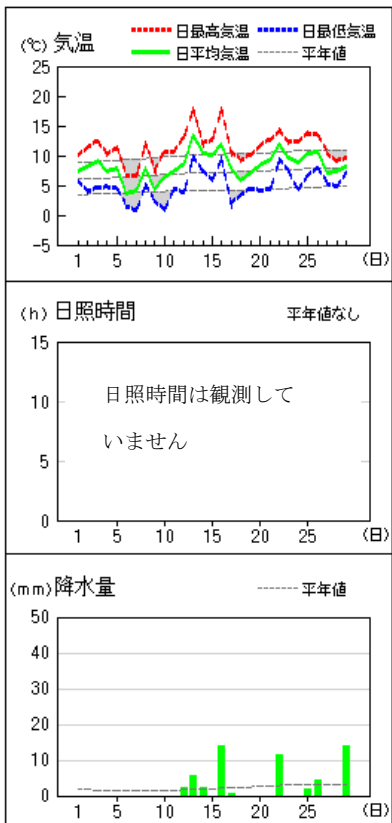 (℃) 気温
日最高気温 日最低気温
日平均気温 平年値
25
20
15
10
5
0
-5
1 5 10 15 20 25 (日)
(h) 日照時間 平年値なし
15
10
5
0
日照時間は観測して
いません
1 5 10 15 20 25 (日)
(mm) 降水量 平年値
50
40
30
20
10
0
1 5 10 15 20 25 (日)